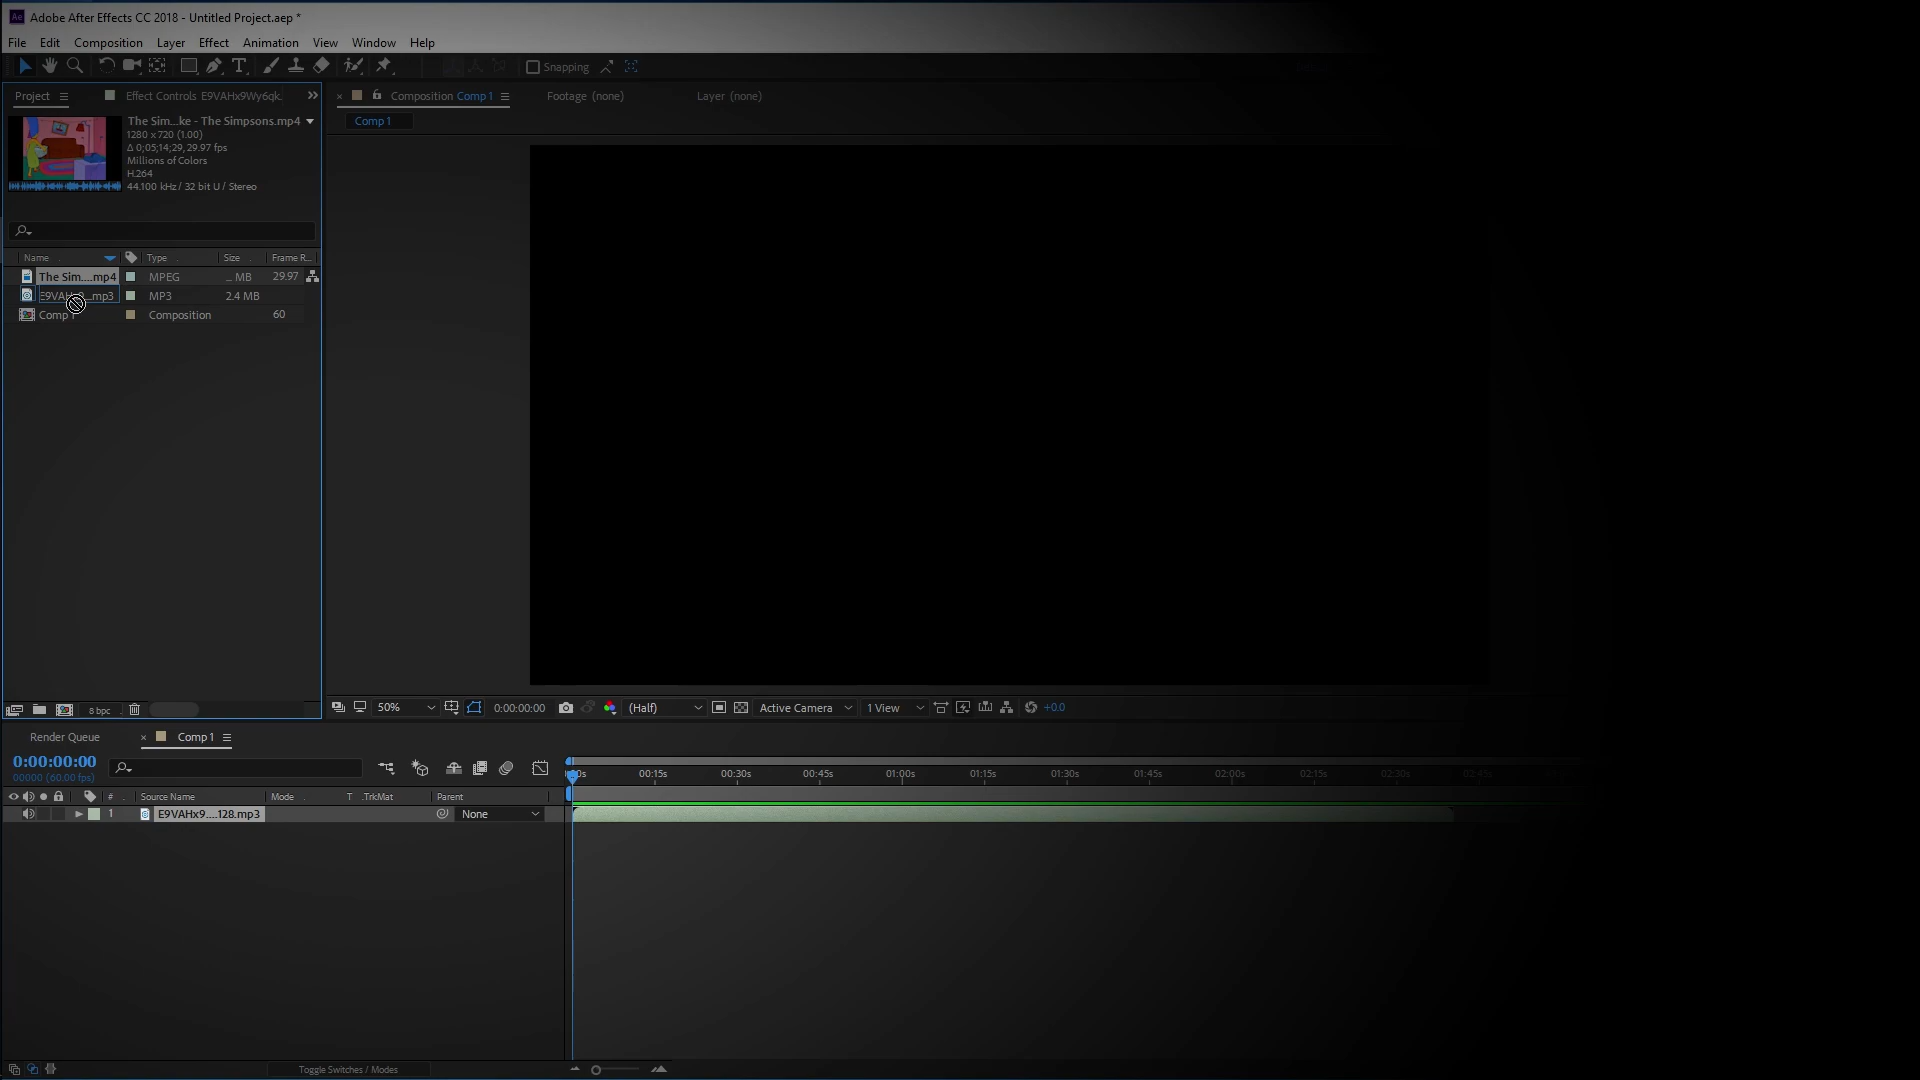 Adobe After Effects CC 2018 - Untitled Project.aep *
File Edit Composition Layer Effect Animation View Window Help
Snapping
Project Effect Controls E9VAHx9Wy6qk.
Composition Comp 1 Footage (none) Layer (none)
Comp 1
The Sim...ke - The Simpsons.mp4
1280 x 720 (1.00)
Δ 0;05;14;29, 29.97 fps
Millions of Colors
H.264
44.100 kHz / 32 bit U / Stereo
Name Type Size Frame R...
The Sim....mp4 MPEG ... MB 29.97
MP3 2.4 MB
Comp 1 Composition 60
8 bpc
50% 0:00:00:00 (Half) Active Camera 1 View +0.0
Render Queue Comp 1
0:00:00:00
00000 (60.00 fps)
00:15s 00:30s 00:45s 01:00s 01:15s 01:30s 01:45s 02:00s 02:15s 02:30s 02:45s
# Source Name Mode T .TrkMat Parent
1 E9VAHx9....128.mp3 None
Toggle Switches / Modes